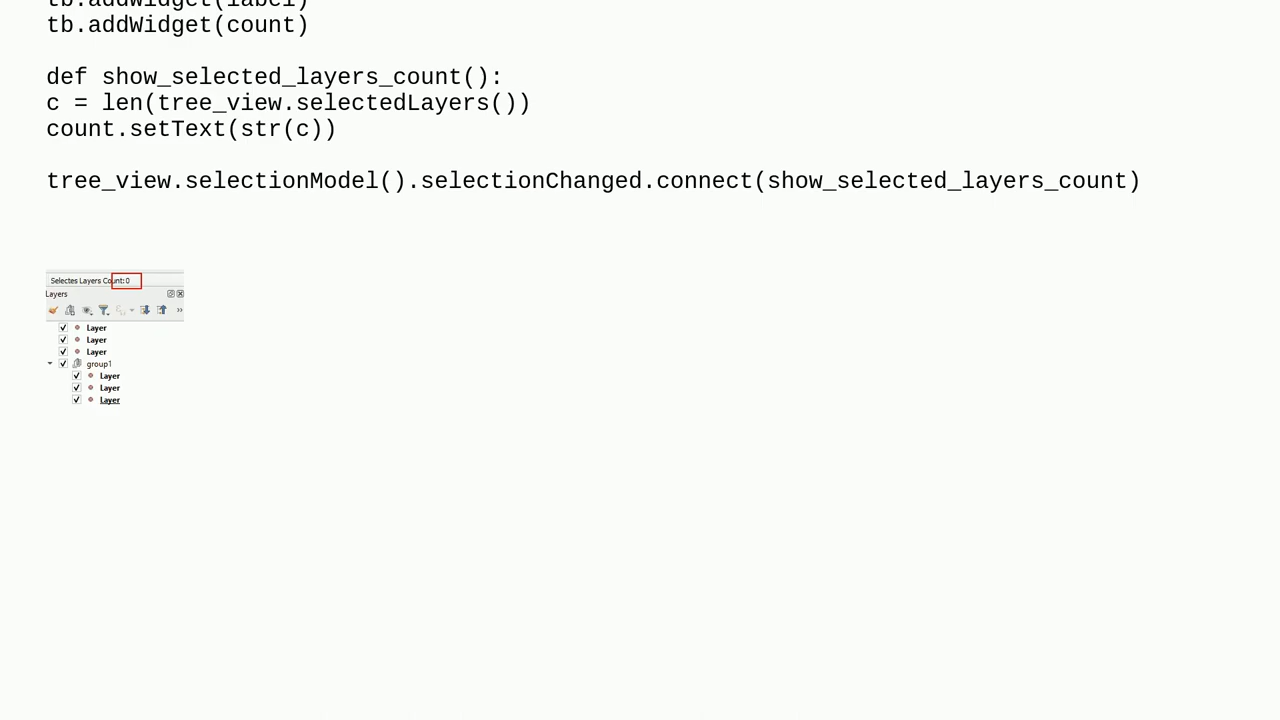 tb.addWidget(label)
tb.addWidget(count)
def show_selected_layers_count():
c = len(tree_view.selectedLayers())
count.setText(str(c))
tree_view.selectionModel().selectionChanged.connect(show_selected_layers_count)
Selectes Layers Count: 0
Layers
Layer
Layer
Layer
group1
Layer
Layer
Layer